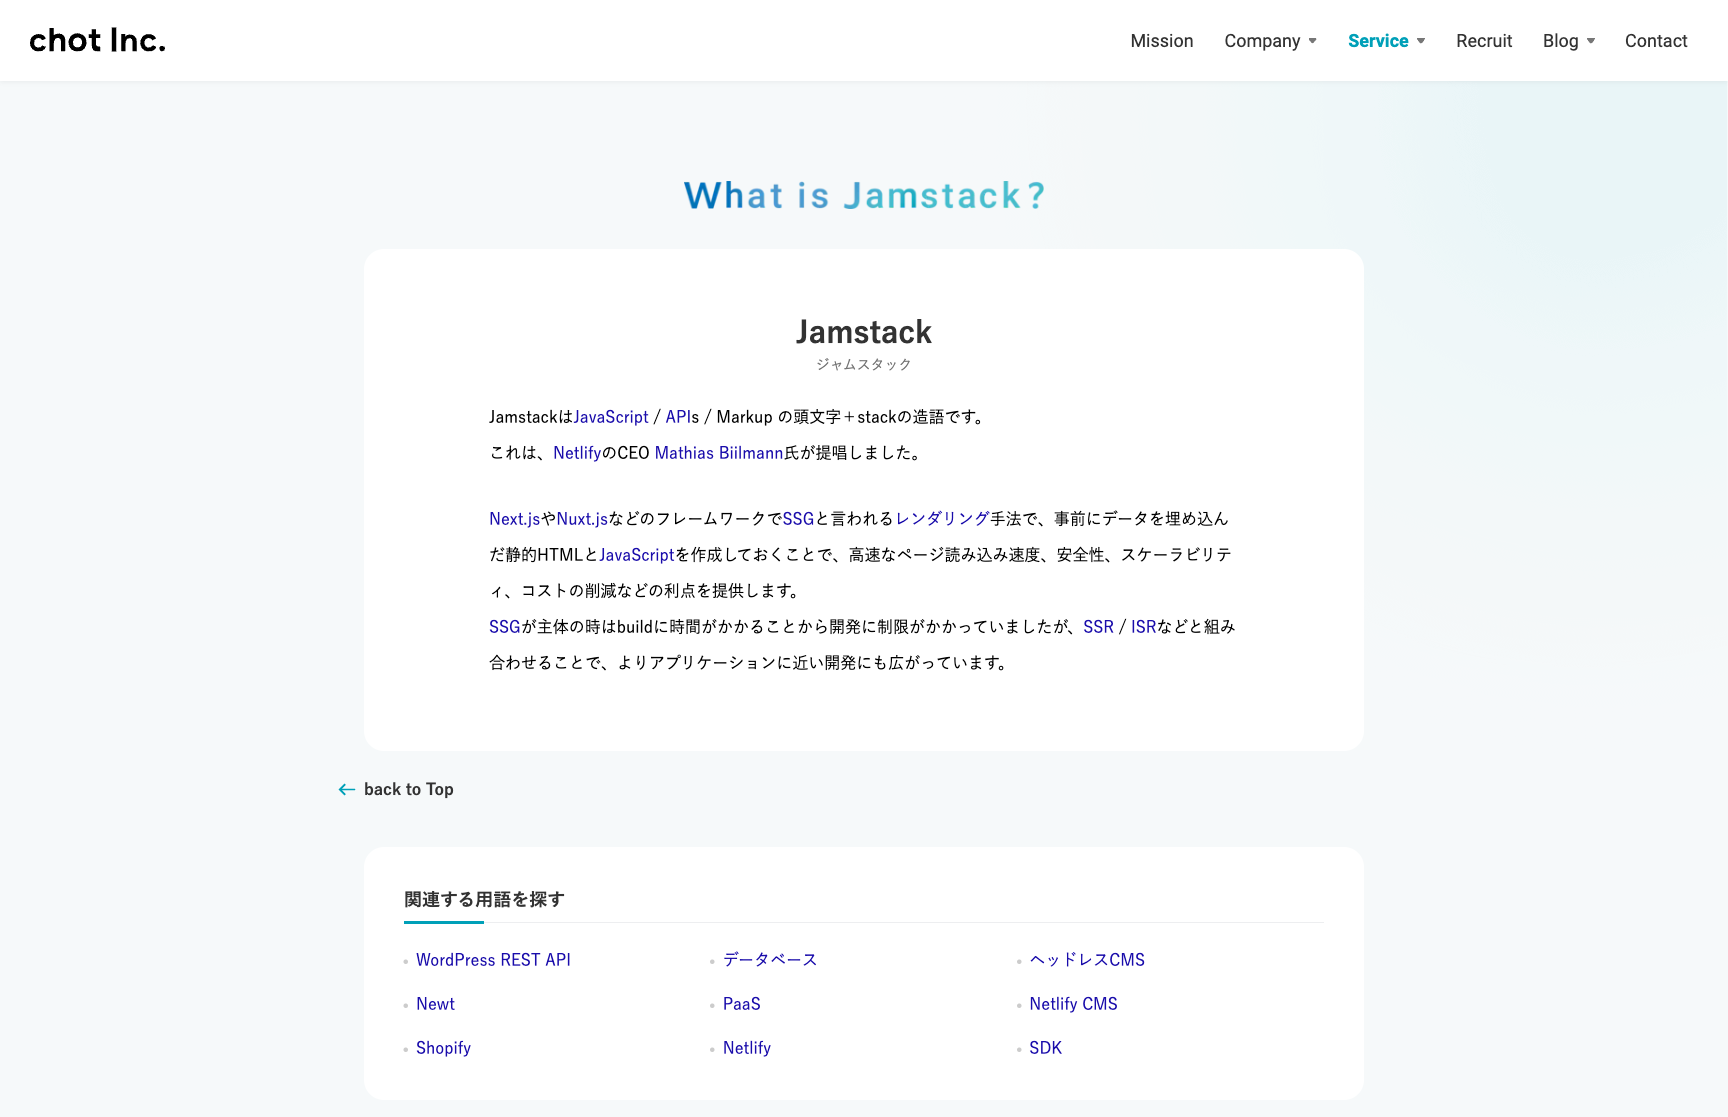 chot Inc.
Mission Company Service Recruit Blog Contact
What is Jamstack?
Jamstack
ジャムスタック
JamstackはJavaScript / APIs / Markup の頭文字＋stackの造語です。
これは、NetlifyのCEO Mathias Biilmann氏が提唱しました。
Next.jsやNuxt.jsなどのフレームワークでSSGと言われるレンダリング手法で、事前にデータを埋め込ん
だ静的HTMLとJavaScriptを作成しておくことで、高速なページ読み込み速度、安全性、スケーラビリテ
ィ、コストの削減などの利点を提供します。
SSGが主体の時はbuildに時間がかかることから開発に制限がかかっていましたが、SSR / ISRなどと組み
合わせることで、よりアプリケーションに近い開発にも広がっています。
back to Top
関連する用語を探す
WordPress REST API
データベース
ヘッドレスCMS
Newt
PaaS
Netlify CMS
Shopify
Netlify
SDK